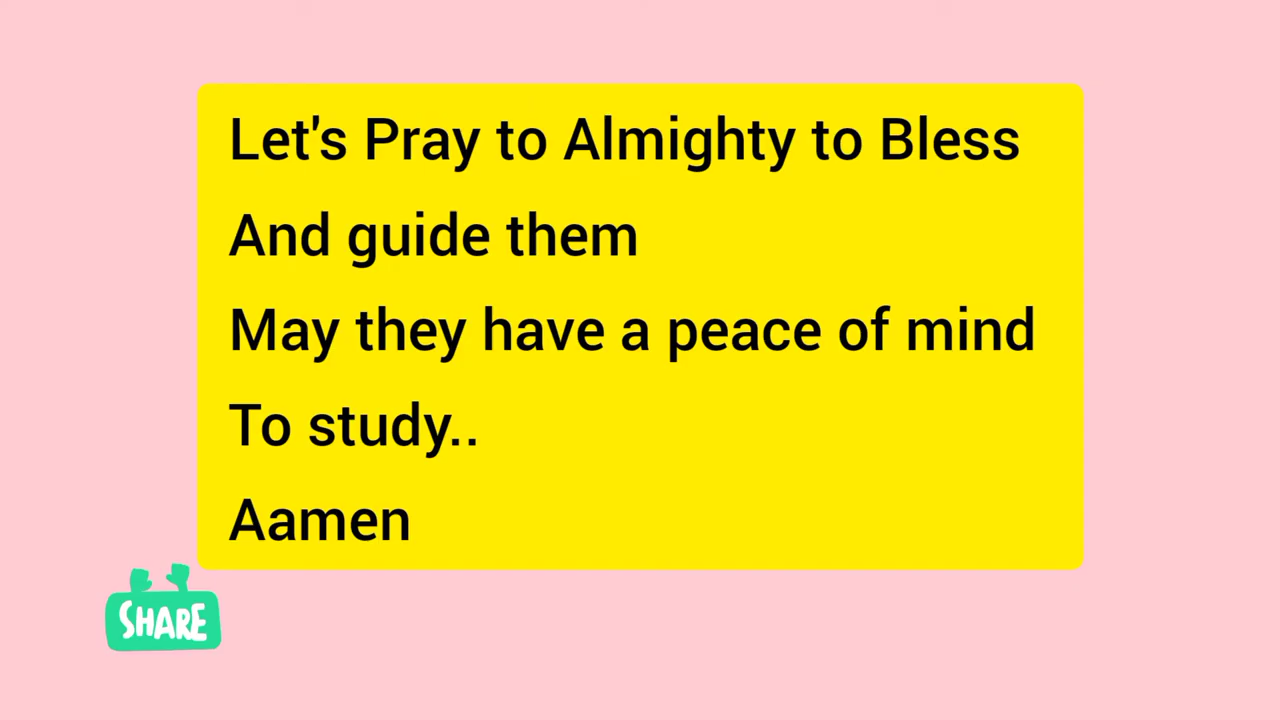 Let's Pray to Almighty to Bless
And guide them
May they have a peace of mind
To study..
Aamen
SHARE